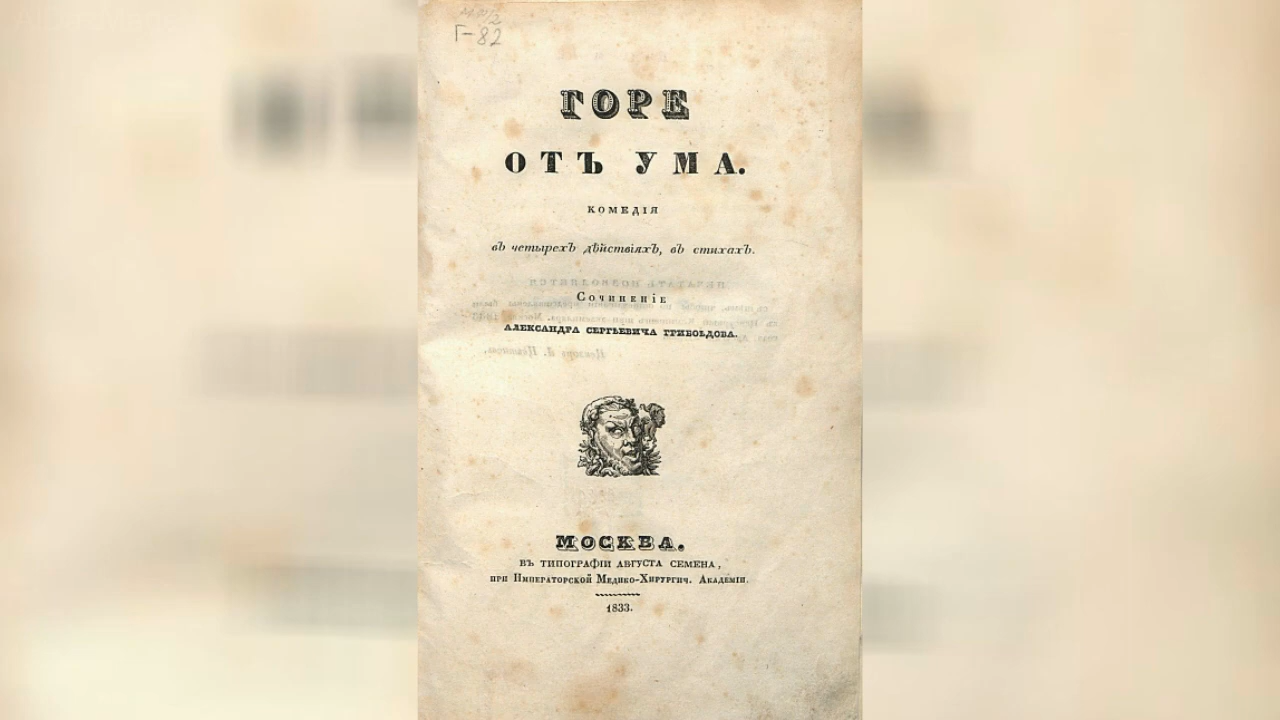 Г-82
ГОРЕ
ОТЪ УМА.
КОМЕДІЯ
въ четырехъ дѣйствіяхъ, въ стихахъ.
Сочиненіе
АЛЕКСАНДРА СЕРГѢЕВИЧА ГРИБОѢДОВА.
МОСКВА.
ВЪ ТИПОГРАФІИ АВГУСТА СЕМЕНА,
ПРИ ИМПЕРАТОРСКОЙ МЕДИКО-ХИРУРГИЧ. АКАДЕМІИ.
1833.